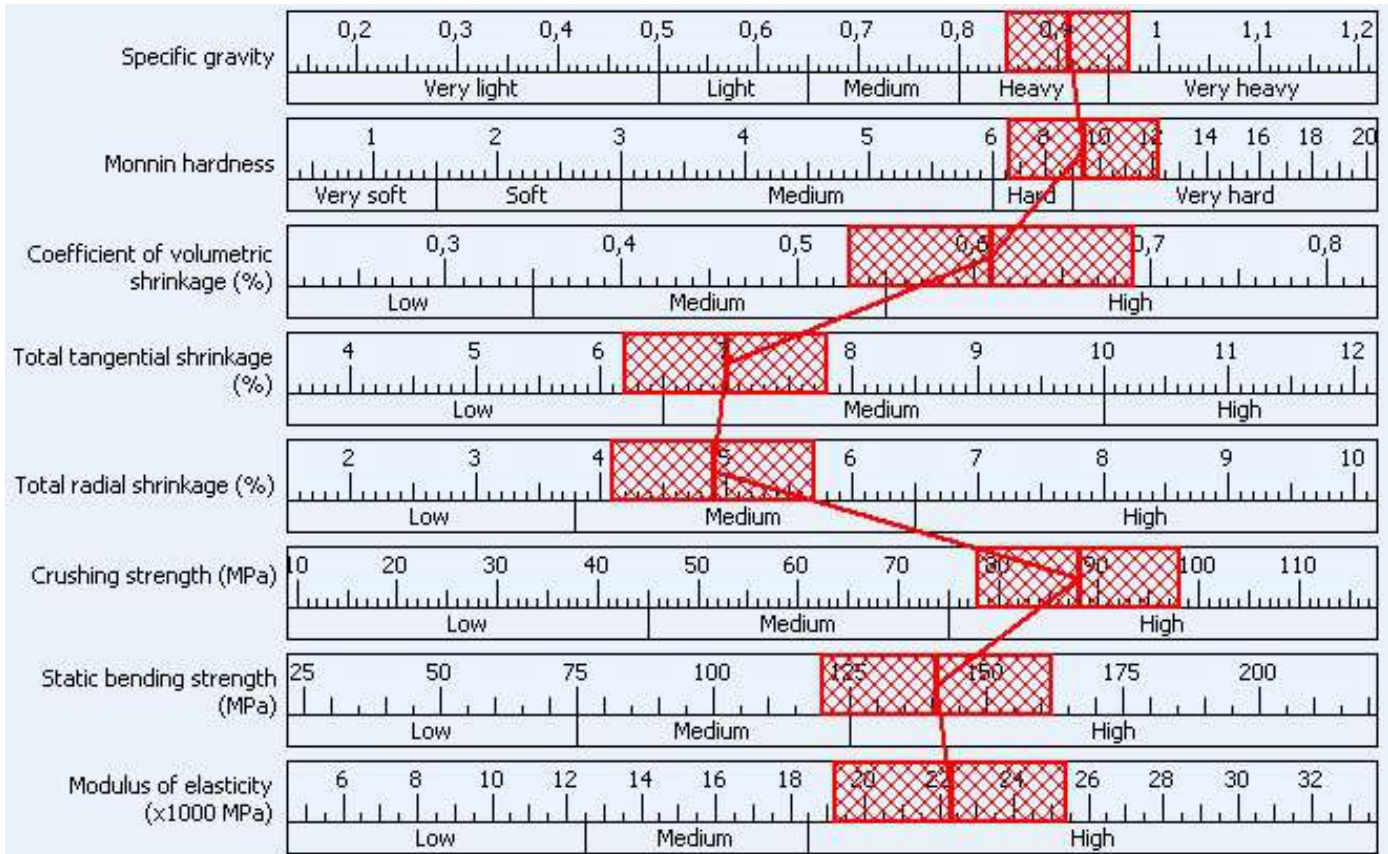 Specific gravity
0,2 0,3 0,4 0,5 0,6 0,7 0,8 0,9 1 1,1 1,2
Very light Light Medium Heavy Very heavy
Monnin hardness
1 2 3 4 5 6 8 10 12 14 16 18 20
Very soft Soft Medium Hard Very hard
Coefficient of volumetric
shrinkage (%)
0,3 0,4 0,5 0,6 0,7 0,8
Low Medium High
Total tangential shrinkage
(%)
4 5 6 7 8 9 10 11 12
Low Medium High
Total radial shrinkage (%)
2 3 4 5 6 7 8 9 10
Low Medium High
Crushing strength (MPa)
10 20 30 40 50 60 70 80 90 100 110
Low Medium High
Static bending strength
(MPa)
25 50 75 100 125 150 175 200
Low Medium High
Modulus of elasticity
(x1000 MPa)
6 8 10 12 14 16 18 20 22 24 26 28 30 32
Low Medium High